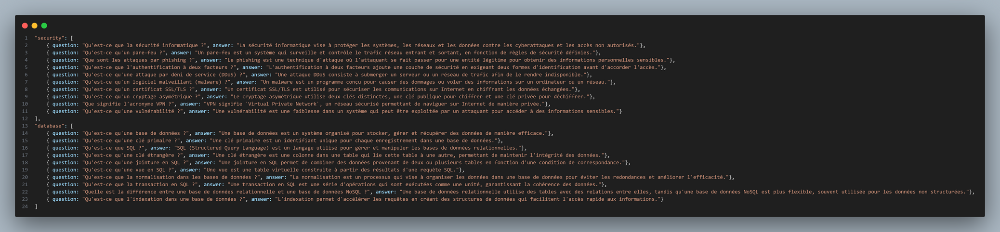 1 "security": [
2 { question: "Qu'est-ce que la sécurité informatique ?", answer: "La sécurité informatique vise à protéger les systèmes, les réseaux et les données contre les cyberattaques et les accès non autorisés."},
3 { question: "Qu'est-ce qu'un pare-feu ?", answer: "Un pare-feu est un système qui surveille et contrôle le trafic réseau entrant et sortant, en fonction de règles de sécurité définies."},
4 { question: "Que sont les attaques par phishing ?", answer: "Le phishing est une technique d'attaque où l'attaquant se fait passer pour une entité légitime pour obtenir des informations personnelles sensibles."},
5 { question: "Qu'est-ce que l'authentification à deux facteurs ?", answer: "L'authentification à deux facteurs ajoute une couche de sécurité en exigeant deux formes d'identification avant d'accorder l'accès."},
6 { question: "Qu'est-ce qu'une attaque par déni de service (DDoS) ?", answer: "Une attaque DDoS consiste à submerger un serveur ou un réseau de trafic afin de le rendre indisponible."},
7 { question: "Qu'est-ce qu'un logiciel malveillant (malware) ?", answer: "Un malware est un programme conçu pour causer des dommages ou voler des informations sur un ordinateur ou un réseau."},
8 { question: "Qu'est-ce qu'un certificat SSL/TLS ?", answer: "Un certificat SSL/TLS est utilisé pour sécuriser les communications sur Internet en chiffrant les données échangées."},
9 { question: "Qu'est-ce qu'un cryptage asymétrique ?", answer: "Le cryptage asymétrique utilise deux clés distinctes, une clé publique pour chiffrer et une clé privée pour déchiffrer."},
10 { question: "Que signifie l'acronyme VPN ?", answer: "VPN signifie `Virtual Private Network`, un réseau sécurisé permettant de naviguer sur Internet de manière privée."},
11 { question: "Qu'est-ce qu'une vulnérabilité ?", answer: "Une vulnérabilité est une faiblesse dans un système qui peut être exploitée par un attaquant pour accéder à des informations sensibles."}
12 ],
13 "database": [
14 { question: "Qu'est-ce qu'une base de données ?", answer: "Une base de données est un système organisé pour stocker, gérer et récupérer des données de manière efficace."},
15 { question: "Qu'est-ce qu'une clé primaire ?", answer: "Une clé primaire est un identifiant unique pour chaque enregistrement dans une base de données."},
16 { question: "Qu'est-ce que SQL ?", answer: "SQL (Structured Query Language) est un langage utilisé pour gérer et manipuler les bases de données relationnelles."},
17 { question: "Qu'est-ce qu'une clé étrangère ?", answer: "Une clé étrangère est une colonne dans une table qui lie cette table à une autre, permettant de maintenir l'intégrité des données."},
18 { question: "Qu'est-ce qu'une jointure en SQL ?", answer: "Une jointure en SQL permet de combiner des données provenant de deux ou plusieurs tables en fonction d'une condition de correspondance."},
19 { question: "Qu'est-ce qu'une vue en SQL ?", answer: "Une vue est une table virtuelle construite à partir des résultats d'une requête SQL."},
20 { question: "Qu'est-ce que la normalisation dans les bases de données ?", answer: "La normalisation est un processus qui vise à organiser les données dans une base de données pour éviter les redondances et améliorer l'efficacité."},
21 { question: "Qu'est-ce que la transaction en SQL ?", answer: "Une transaction en SQL est une série d'opérations qui sont exécutées comme une unité, garantissant la cohérence des données."},
22 { question: "Quelle est la différence entre une base de données relationnelle et une base de données NoSQL ?", answer: "Une base de données relationnelle utilise des tables avec des relations entre elles, tandis qu'une base de données NoSQL est plus flexible, souvent utilisée pour les données non structurées."},
23 { question: "Qu'est-ce que l'indexation dans une base de données ?", answer: "L'indexation permet d'accélérer les requêtes en créant des structures de données qui facilitent l'accès rapide aux informations."}
24 ]